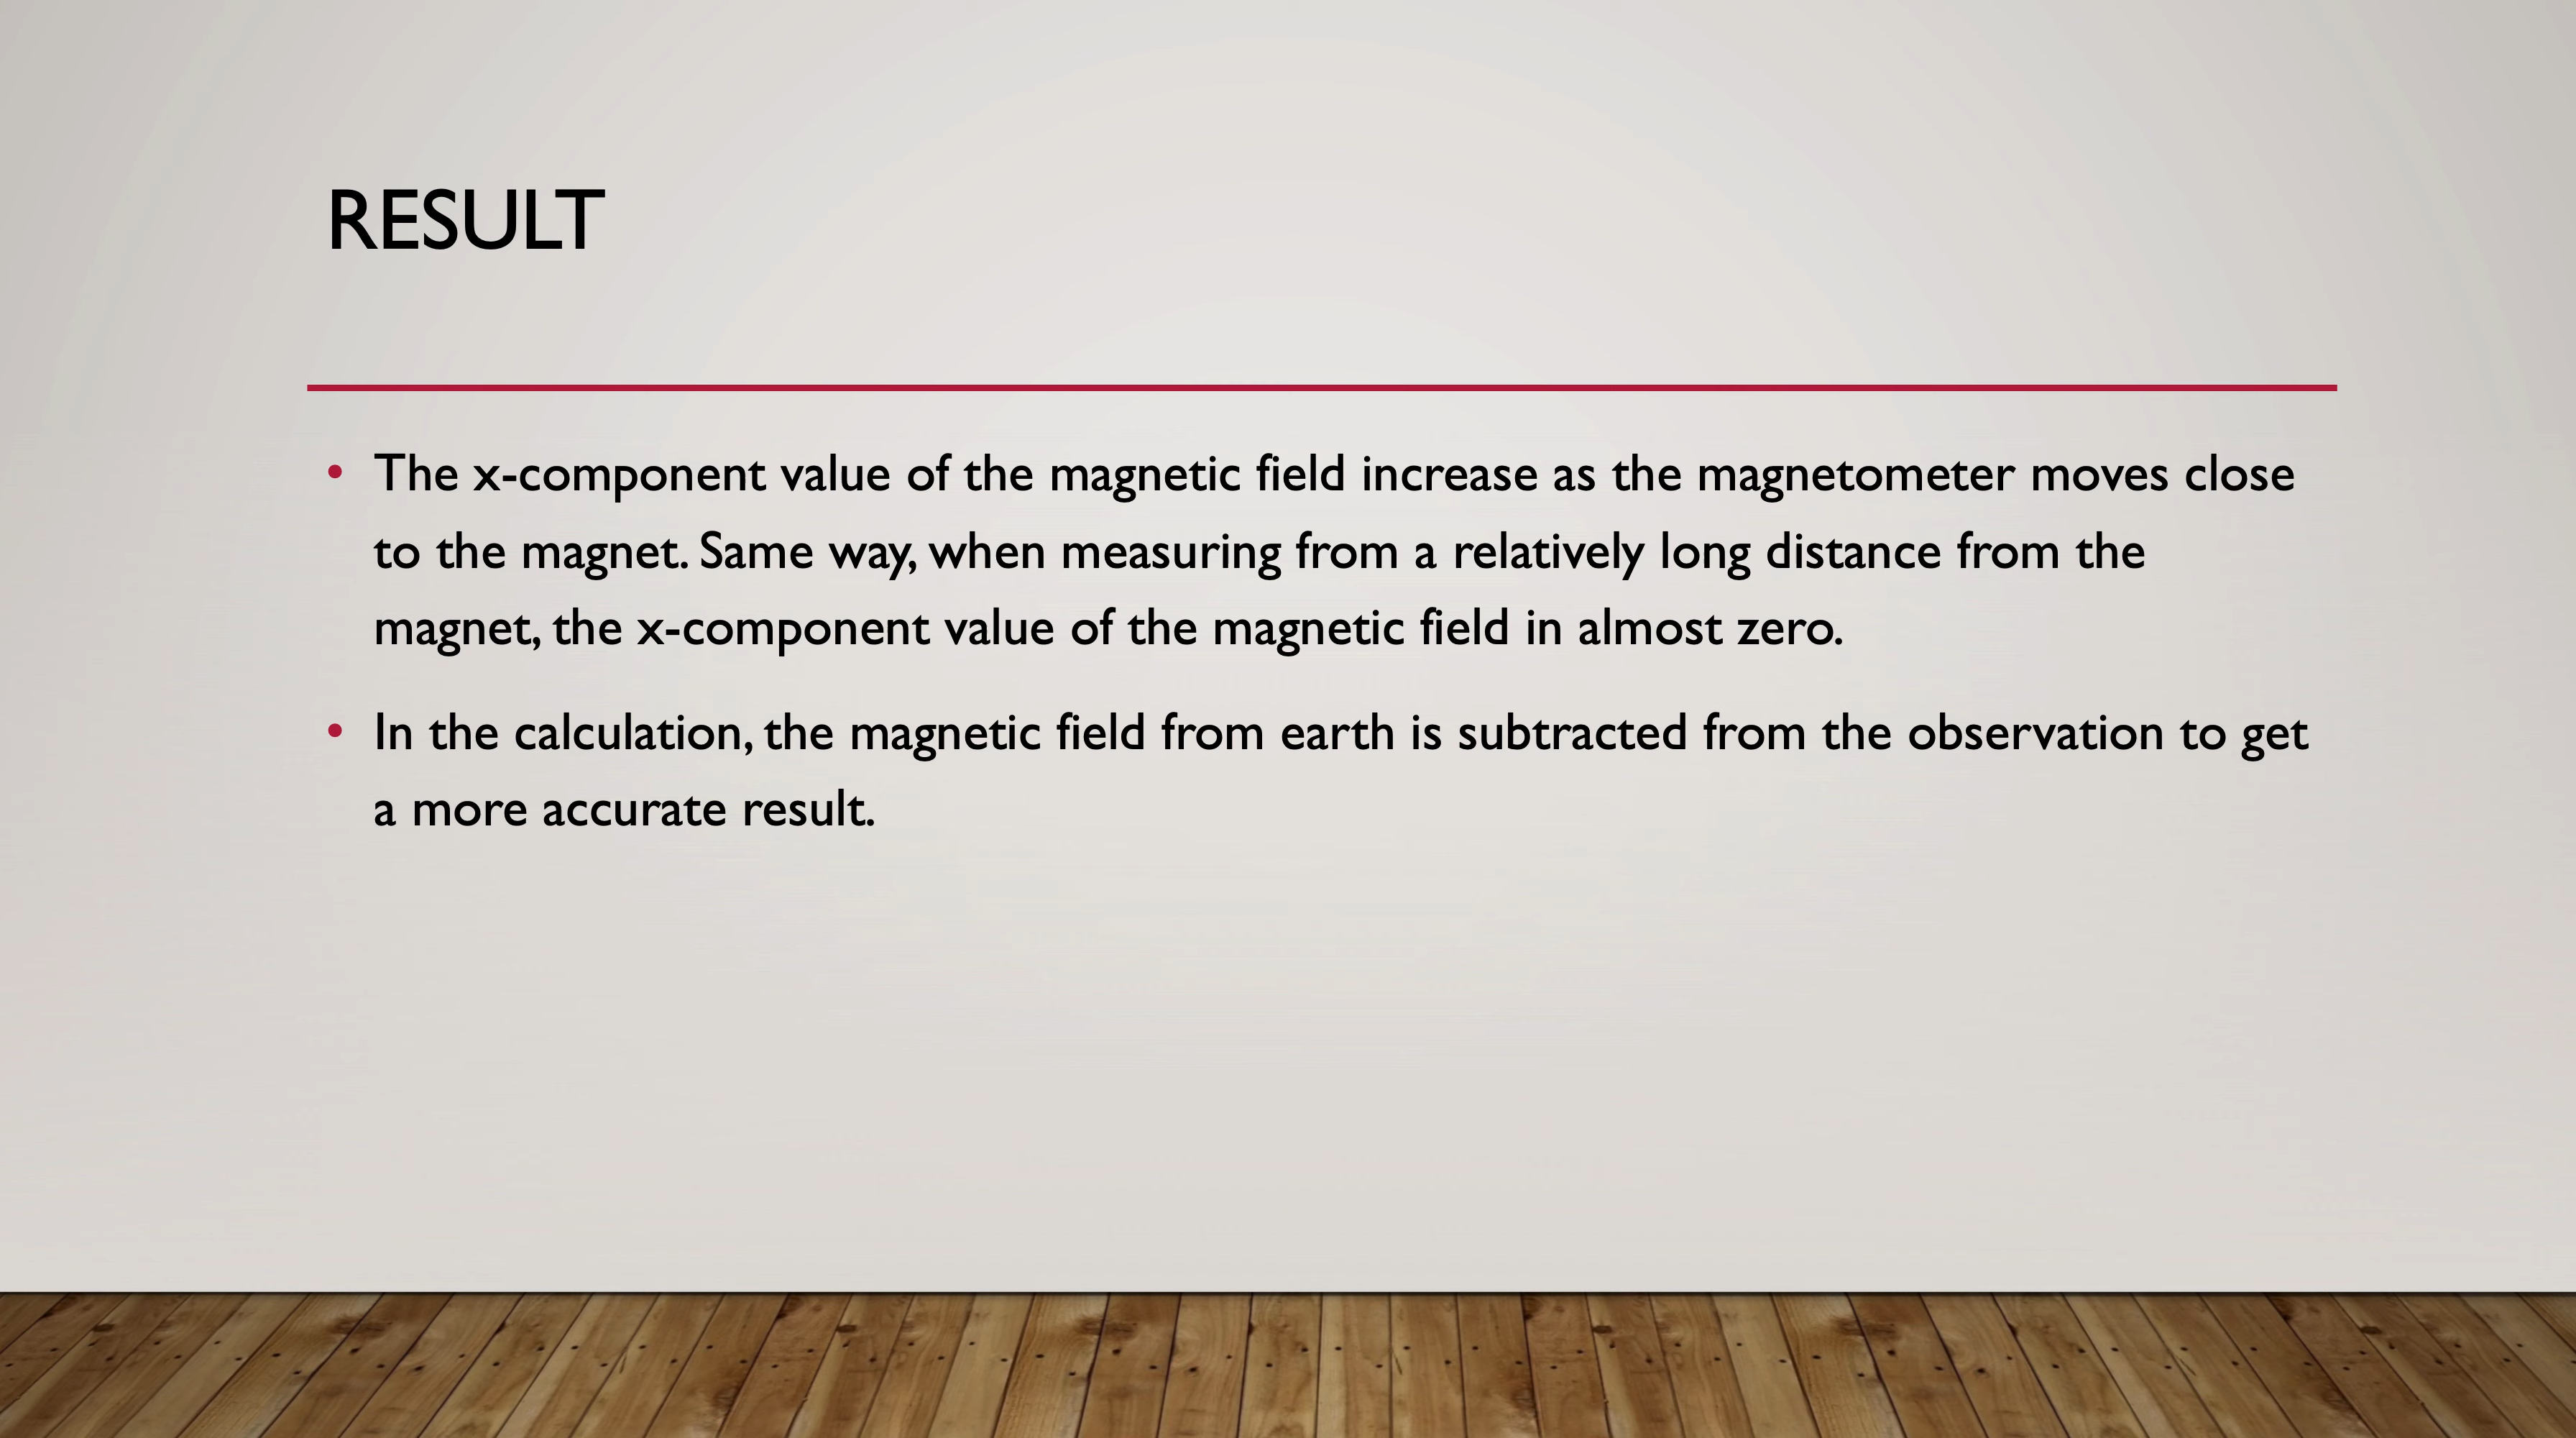 RESULT
• The x-component value of the magnetic field increase as the magnetometer moves close
to the magnet. Same way, when measuring from a relatively long distance from the
magnet, the x-component value of the magnetic field in almost zero.
• In the calculation, the magnetic field from earth is subtracted from the observation to get
a more accurate result.